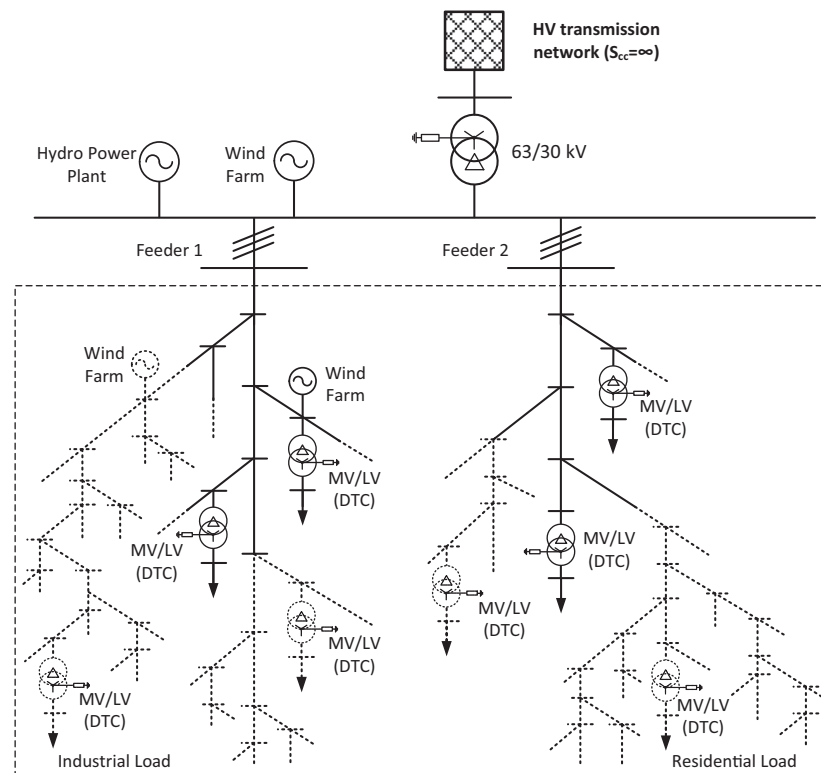 HV transmission
network (Scc=∞)
63/30 kV
Hydro Power
Plant
Wind
Farm
Feeder 1
Feeder 2
Wind
Farm
Wind
Farm
MV/LV
(DTC)
MV/LV
(DTC)
MV/LV
(DTC)
MV/LV
(DTC)
MV/LV
(DTC)
MV/LV
(DTC)
MV/LV
(DTC)
MV/LV
(DTC)
Industrial Load
Residential Load